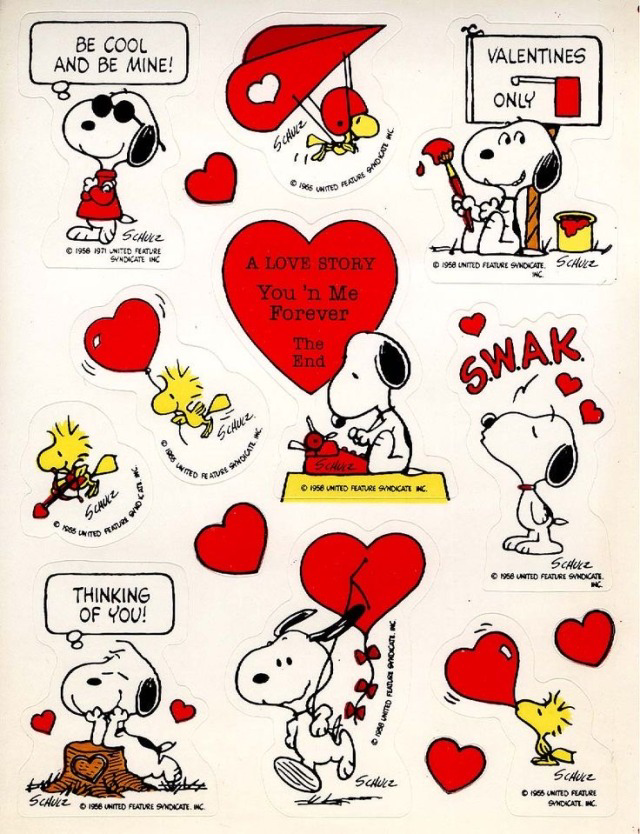 BE COOL
AND BE MINE!
SCHULZ
© 1958 1971 UNITED FEATURE
SYNDICATE INC
SCHULZ
© 1965 UNITED FEATURE SYNDICATE INC.
VALENTINES
ONLY
SCHULZ
© 1958 UNITED FEATURE SYNDICATE.
INC.
A LOVE STORY
You 'n Me
Forever
The
End
SCHULZ
© 1958 UNITED FEATURE SYNDICATE INC.
SCHULZ
© 1965 UNITED FEATURE SYNDICATE, INC.
S.W.A.K.
SCHULZ
© 1958 UNITED FEATURE SYNDICATE,
INC.
SCHULZ
© 1965 UNITED FEATURE SYNDICATE INC.
THINKING
OF YOU!
SCHULZ
© 1958 UNITED FEATURE SYNDICATE, INC.
SCHULZ
© 1958 UNITED FEATURE SYNDICATE, INC
SCHULZ
© 1965 UNITED FEATURE
SYNDICATE INC.